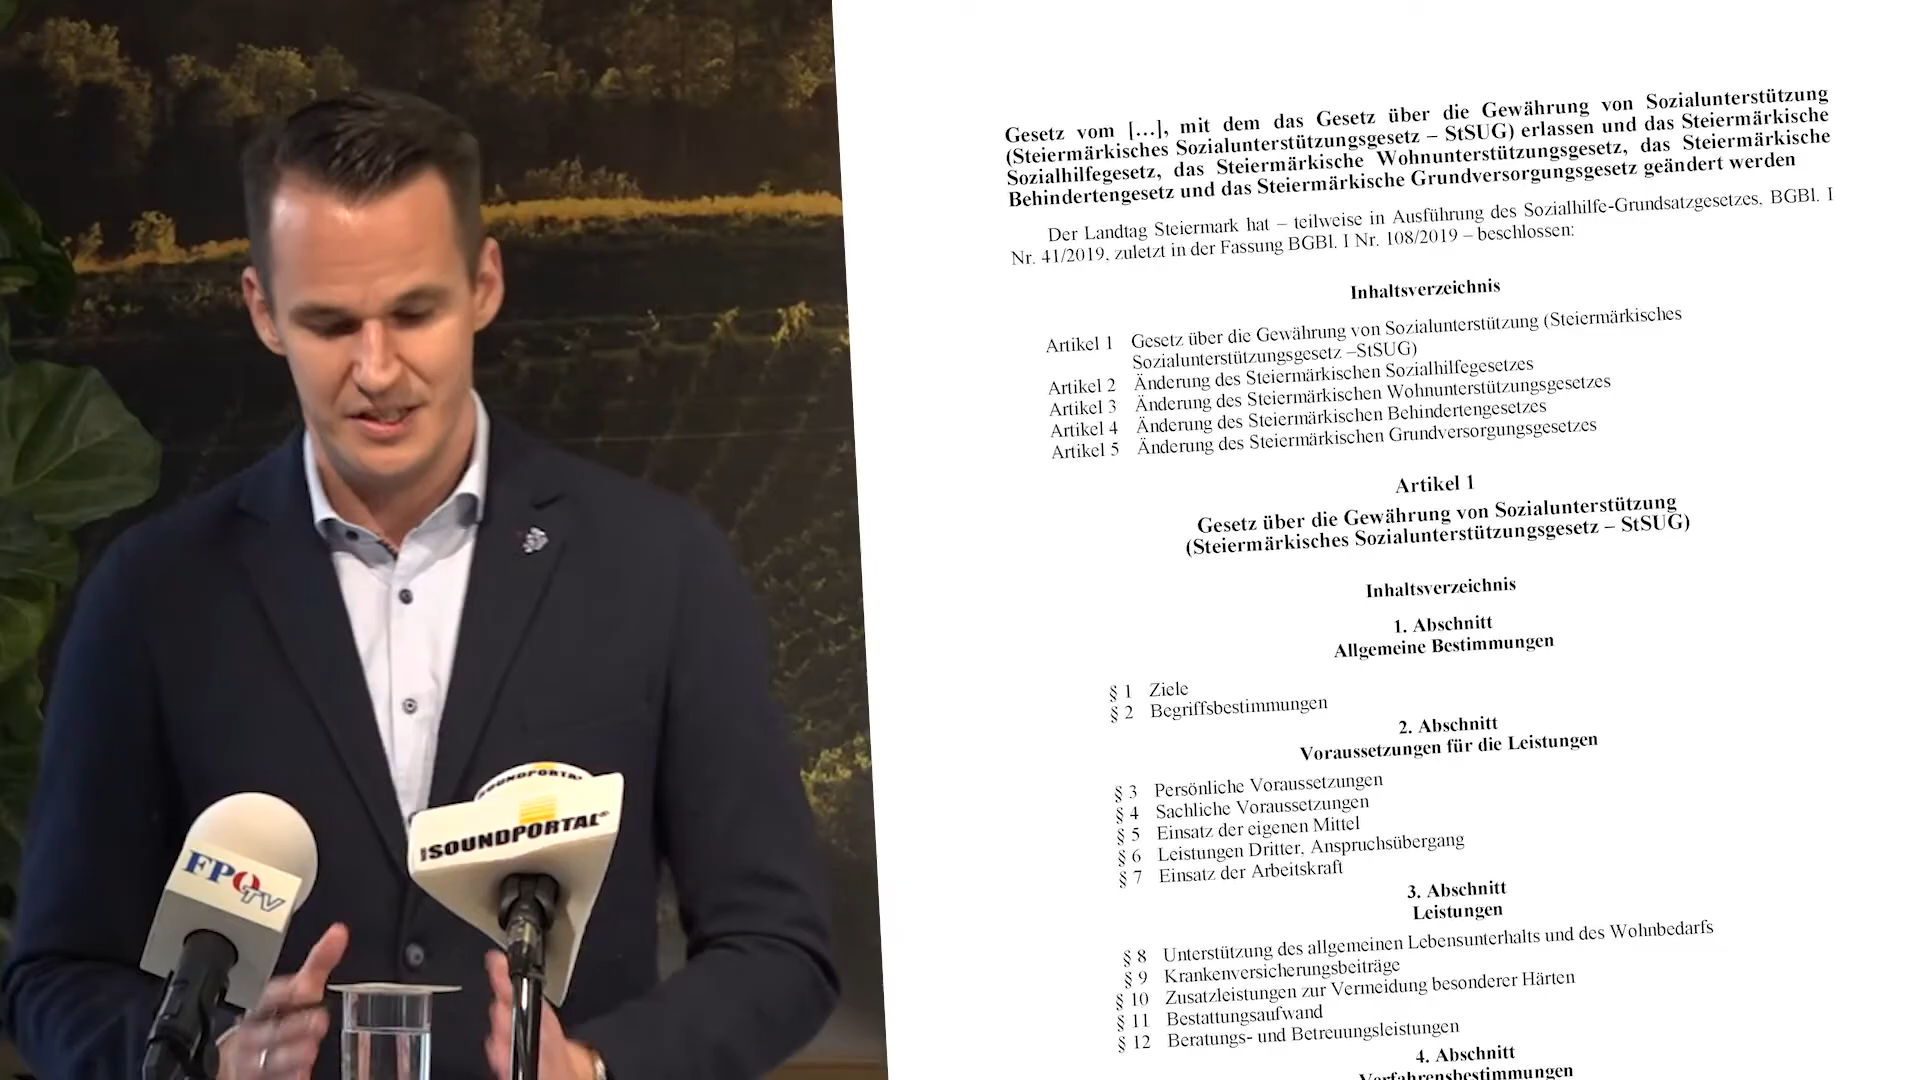 FPÖ
TV
SOUNDPORTAL
SOUNDPORTAL
Gesetz vom […], mit dem das Gesetz über die Gewährung von Sozialunterstützung
(Steiermärkisches Sozialunterstützungsgesetz – StSUG) erlassen und das Steiermärkische
Sozialhilfegesetz, das Steiermärkische Wohnunterstützungsgesetz, das Steiermärkische
Behindertengesetz und das Steiermärkische Grundversorgungsgesetz geändert werden
Der Landtag Steiermark hat – teilweise in Ausführung des Sozialhilfe-Grundsatzgesetzes, BGBl. I
Nr. 41/2019, zuletzt in der Fassung BGBl. I Nr. 108/2019 – beschlossen:
Inhaltsverzeichnis
Artikel 1 Gesetz über die Gewährung von Sozialunterstützung (Steiermärkisches
Sozialunterstützungsgesetz –StSUG)
Artikel 2 Änderung des Steiermärkischen Sozialhilfegesetzes
Artikel 3 Änderung des Steiermärkischen Wohnunterstützungsgesetzes
Artikel 4 Änderung des Steiermärkischen Behindertengesetzes
Artikel 5 Änderung des Steiermärkischen Grundversorgungsgesetzes
Artikel 1
Gesetz über die Gewährung von Sozialunterstützung
(Steiermärkisches Sozialunterstützungsgesetz – StSUG)
Inhaltsverzeichnis
1. Abschnitt
Allgemeine Bestimmungen
§ 1 Ziele
§ 2 Begriffsbestimmungen
2. Abschnitt
Voraussetzungen für die Leistungen
§ 3 Persönliche Voraussetzungen
§ 4 Sachliche Voraussetzungen
§ 5 Einsatz der eigenen Mittel
§ 6 Leistungen Dritter, Anspruchsübergang
§ 7 Einsatz der Arbeitskraft
3. Abschnitt
Leistungen
§ 8 Unterstützung des allgemeinen Lebensunterhalts und des Wohnbedarfs
§ 9 Krankenversicherungsbeiträge
§ 10 Zusatzleistungen zur Vermeidung besonderer Härten
§ 11 Bestattungsaufwand
§ 12 Beratungs- und Betreuungsleistungen
4. Abschnitt
Verfahrensbestimmungen